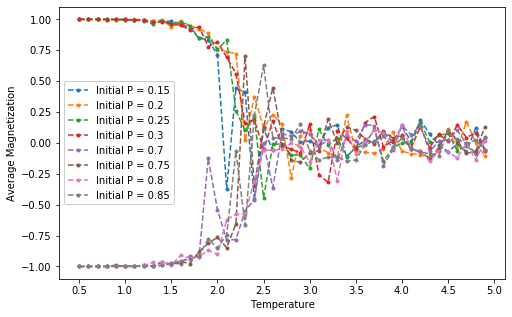 1.00
0.75
0.50
0.25
0.00
−0.25
−0.50
−0.75
−1.00
Average Magnetization
Initial P = 0.15
Initial P = 0.2
Initial P = 0.25
Initial P = 0.3
Initial P = 0.7
Initial P = 0.75
Initial P = 0.8
Initial P = 0.85
0.5 1.0 1.5 2.0 2.5 3.0 3.5 4.0 4.5 5.0
Temperature